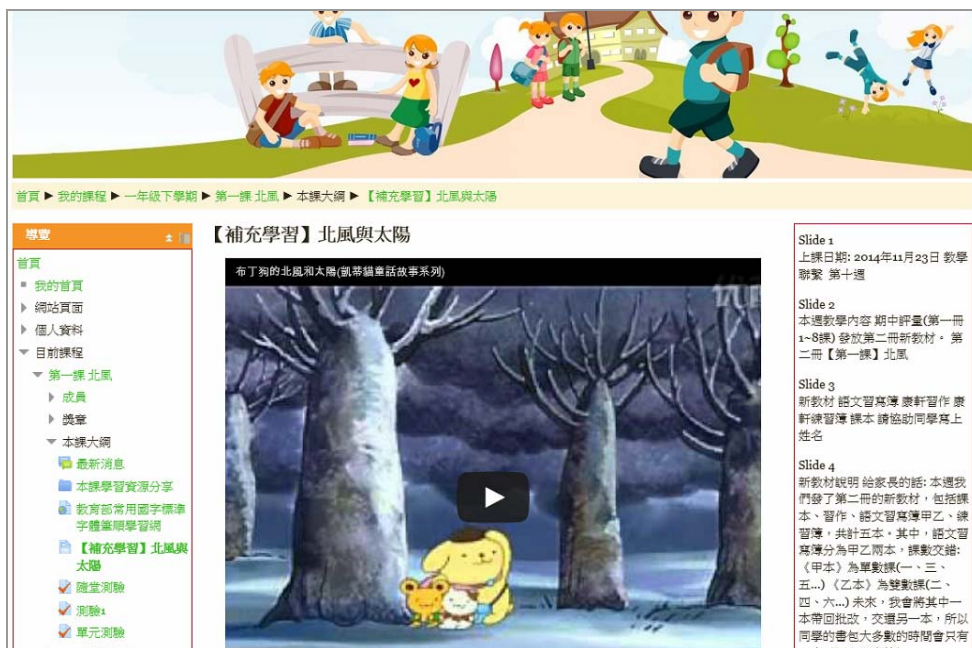 首頁 ► 我的課程 ► 一年級下學期 ► 第一課 北風 ► 本課大綱 ► 【補充學習】北風與太陽
導覽
首頁
我的首頁
網站頁面
個人資料
目前課程
第一課 北風
成員
獎章
本課大綱
最新消息
本課學習資源分享
教育部常用國字標準
字體筆順學習網
【補充學習】北風與
太陽
隨堂測驗
測驗1
單元測驗
【補充學習】北風與太陽
布丁狗的北風和太陽(凱蒂貓童話故事系列)
Slide 1
上課日期: 2014年11月23日 教學
聯繫 第十週
Slide 2
本週教學內容 期中評量(第一冊
1~8課) 發放第二冊新教材。 第
二冊【第一課】北風
Slide 3
新教材 語文習寫簿 康軒習作 康
軒練習簿 課本 請協助同學寫上
姓名
Slide 4
新教材說明 給家長的話: 本週我
們發了第二冊的新教材，包括課
本、習作、語文習寫簿甲乙、練
習簿，共計五本。其中，語文習
寫簿分為甲乙兩本，課數交錯:
《甲本》為單數課(一、三、
五...) 《乙本》為雙數課(二、
四、六...) 未來，我會將其中一
本帶回批改，交還另一本，所以
同學的書包大多數的時間會只有